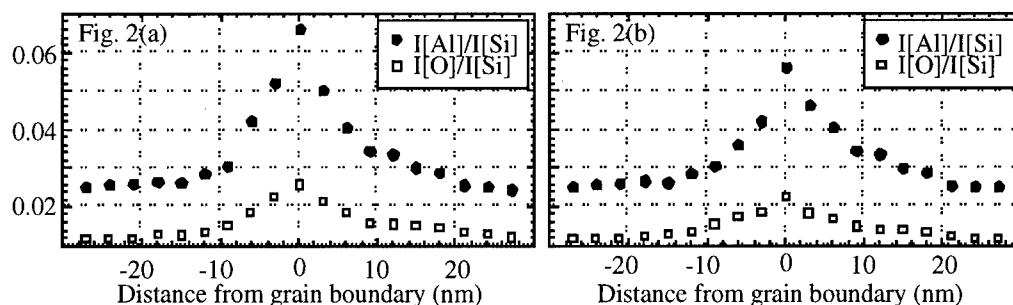 Fig. 2(a)
I[Al]/I[Si]
I[O]/I[Si]
0.06
0.04
0.02
-20 -10 0 10 20
Distance from grain boundary (nm)
Fig. 2(b)
I[Al]/I[Si]
I[O]/I[Si]
-20 -10 0 10 20
Distance from grain boundary (nm)